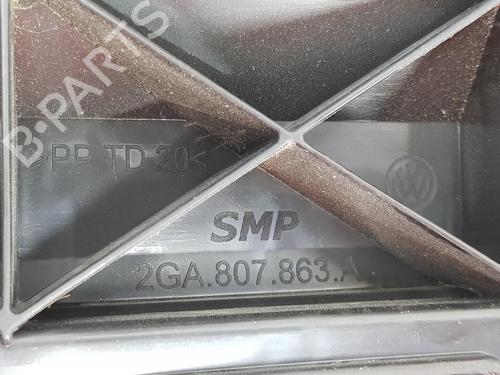 B-PARTS
>PP TD 20<
SMP
2GA.807.863.A